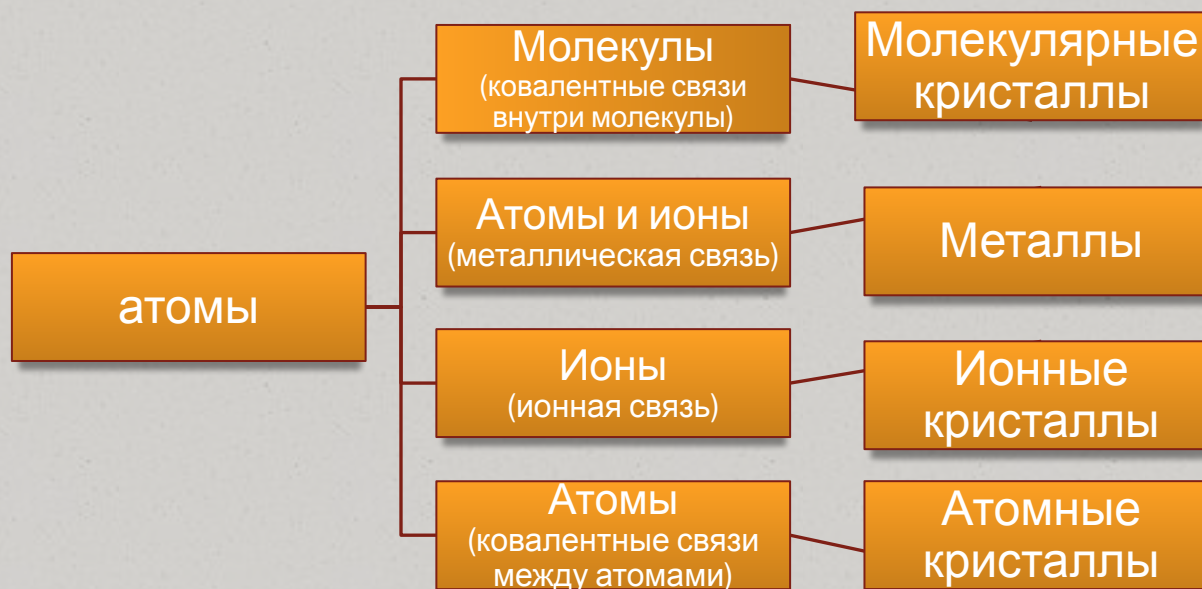 атомы
Молекулы
(ковалентные связи
внутри молекулы)
Молекулярные
кристаллы
Атомы и ионы
(металлическая связь)
Металлы
Ионы
(ионная связь)
Ионные
кристаллы
Атомы
(ковалентные связи
между атомами)
Атомные
кристаллы